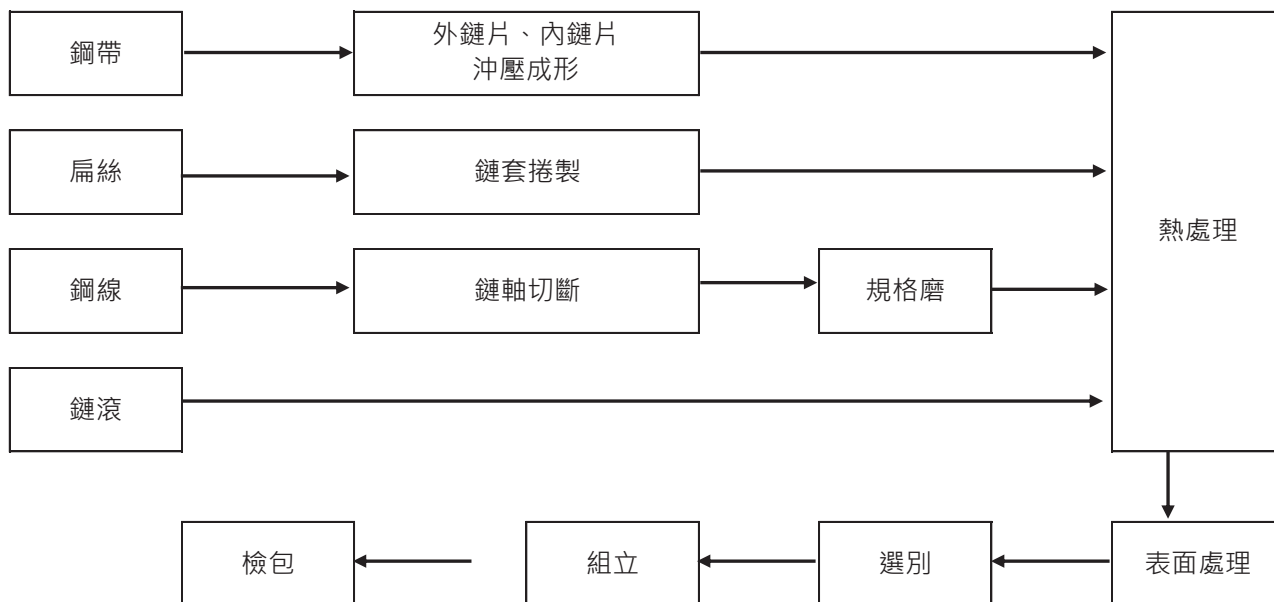 鋼帶
外鏈片、內鏈片
沖壓成形
扁絲
鏈套捲製
熱處理
鋼線
鏈軸切斷
規格磨
鏈滾
檢包
組立
選別
表面處理